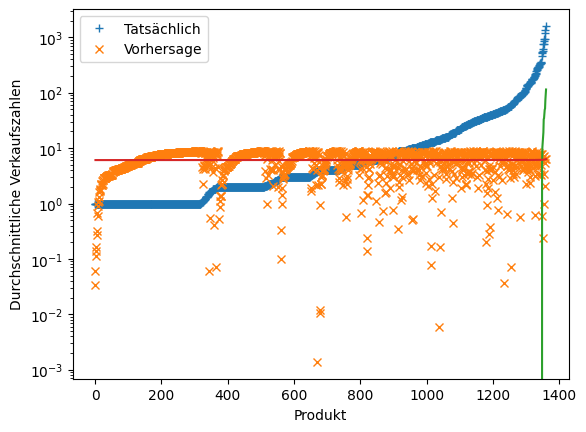 Tatsächlich
Vorhersage
Durchschnittliche Verkaufszahlen
10³
10²
10¹
10⁰
10⁻¹
10⁻²
10⁻³
0 200 400 600 800 1000 1200 1400
Produkt